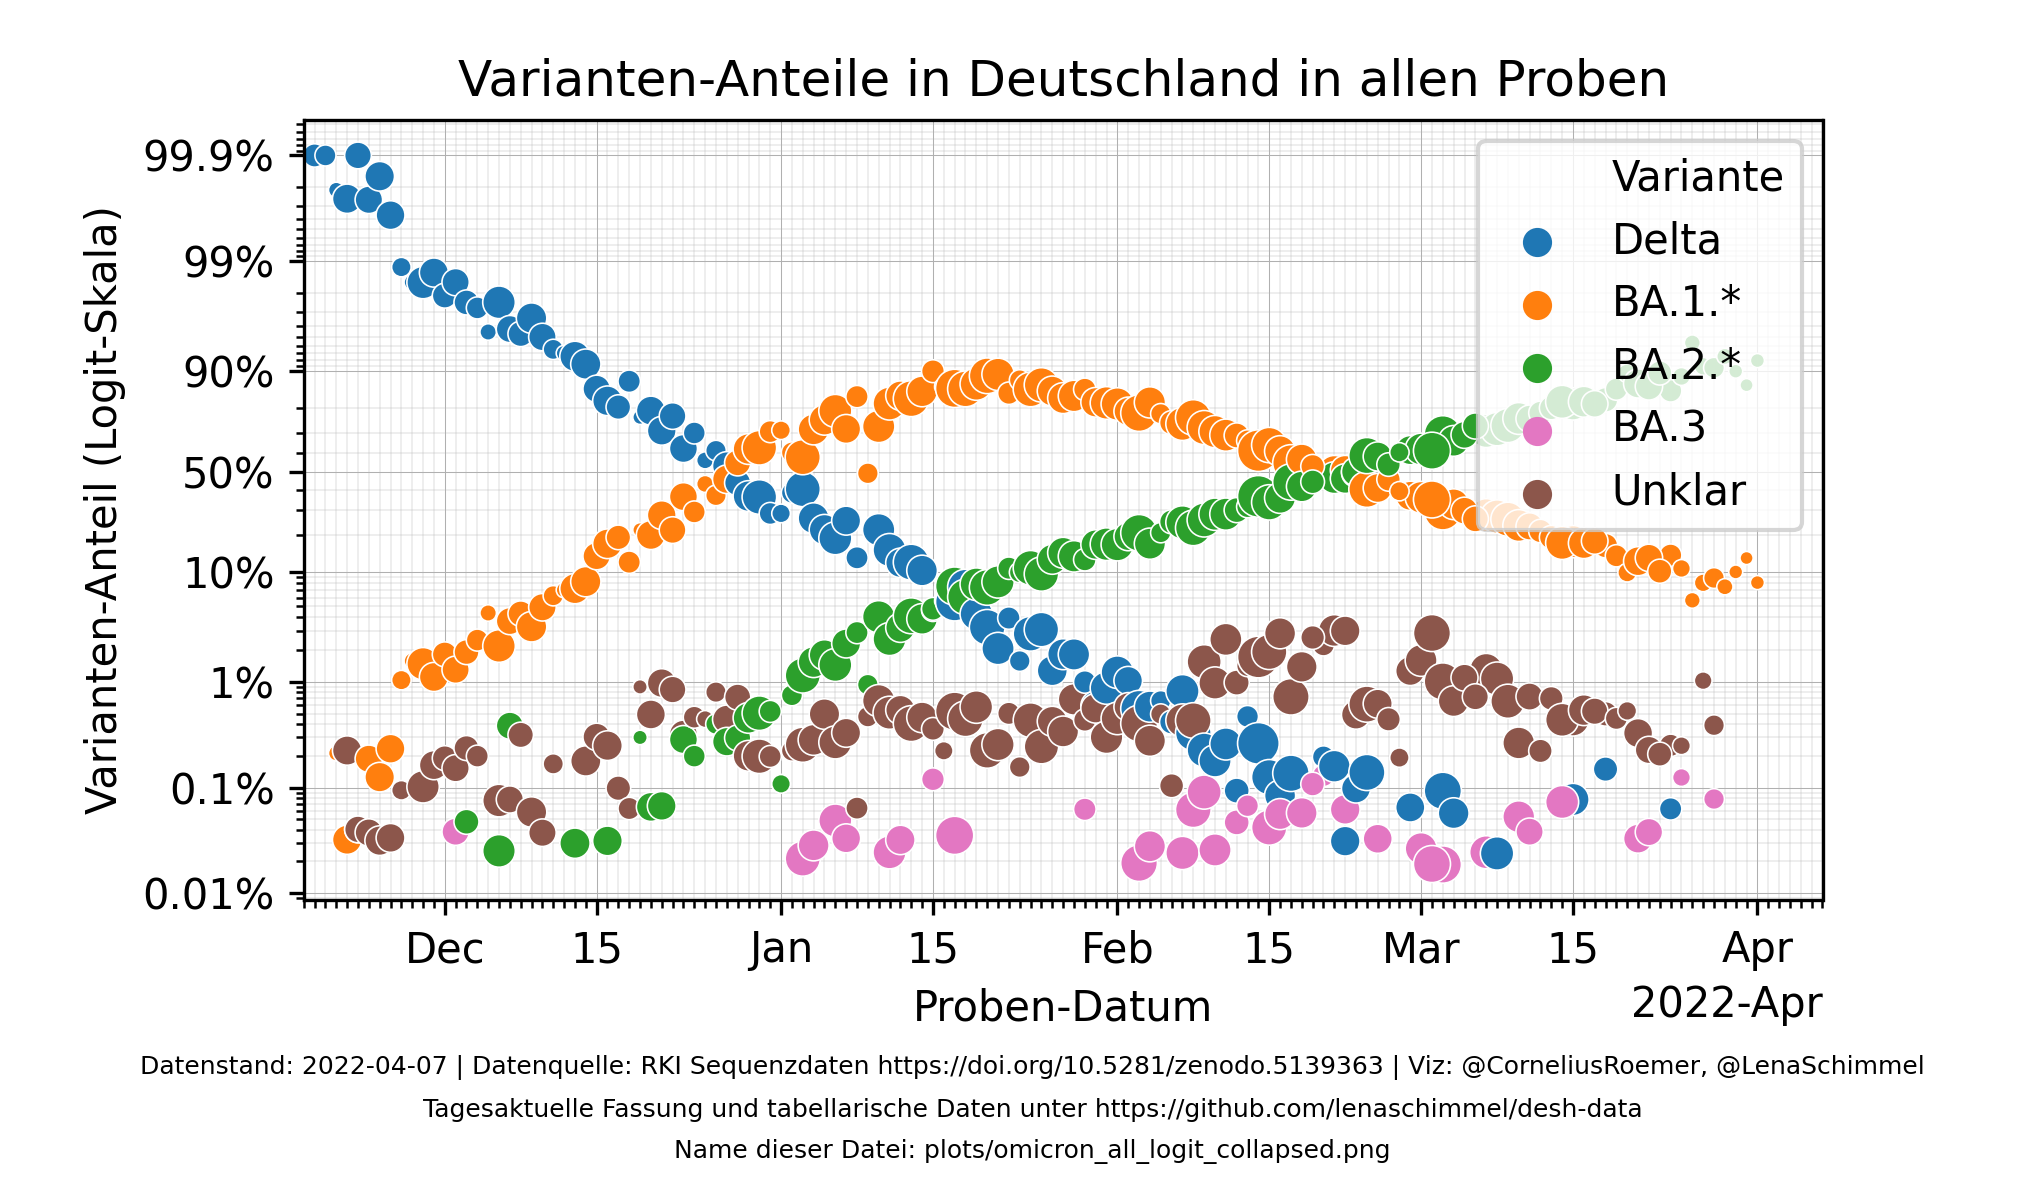 Varianten-Anteile in Deutschland in allen Proben
Varianten-Anteil (Logit-Skala)
99.9%
99%
90%
50%
10%
1%
0.1%
0.01%
Variante
Delta
BA.1.*
BA.2.*
BA.3
Unklar
Dec 15 Jan 15 Feb 15 Mar 15 Apr
Proben-Datum
2022-Apr
Datenstand: 2022-04-07 | Datenquelle: RKI Sequenzdaten https://doi.org/10.5281/zenodo.5139363 | Viz: @CorneliusRoemer, @LenaSchimmel
Tagesaktuelle Fassung und tabellarische Daten unter https://github.com/lenaschimmel/desh-data
Name dieser Datei: plots/omicron_all_logit_collapsed.png